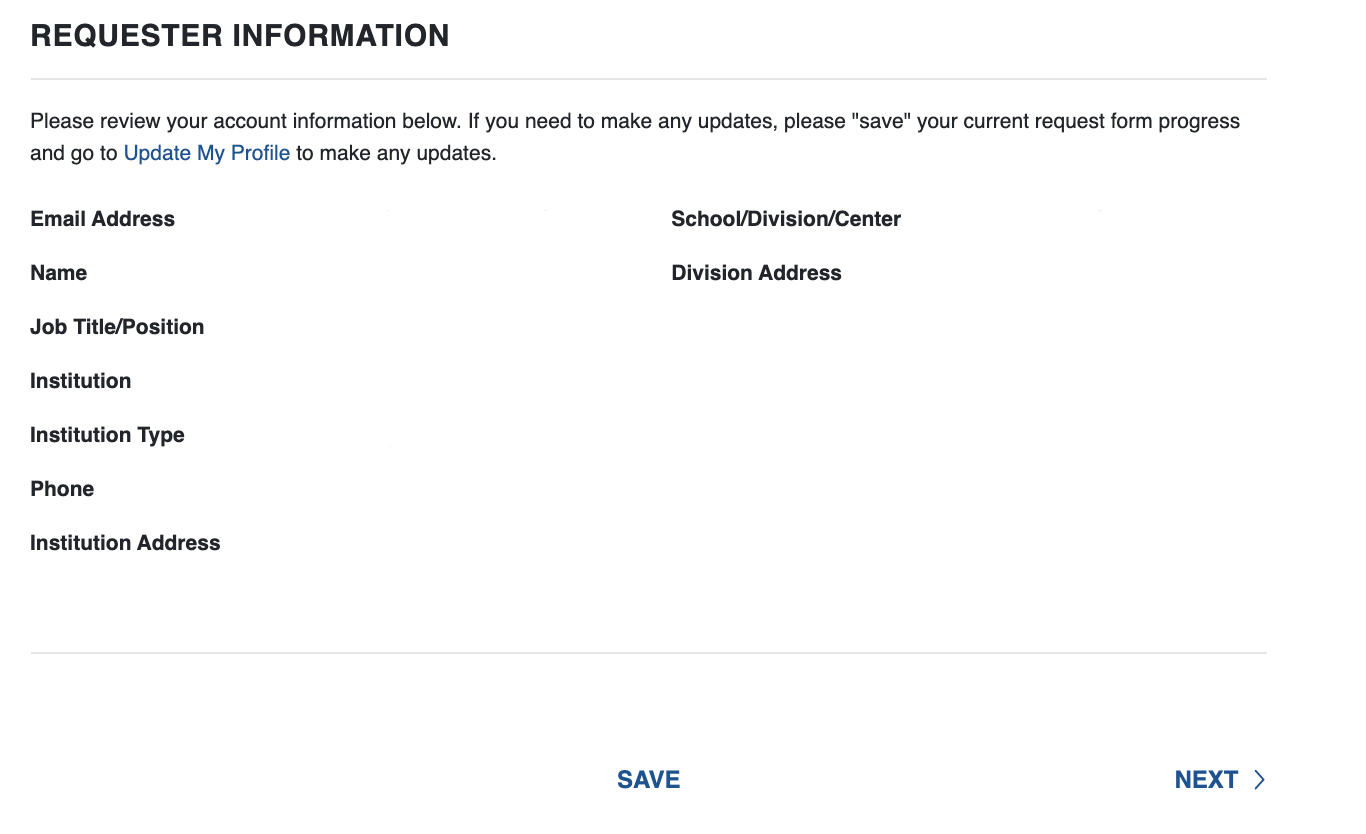 REQUESTER INFORMATION
Please review your account information below. If you need to make any updates, please "save" your current request form progress
and go to Update My Profile to make any updates.
Email Address
School/Division/Center
Name
Division Address
Job Title/Position
Institution
Institution Type
Phone
Institution Address
SAVE
NEXT